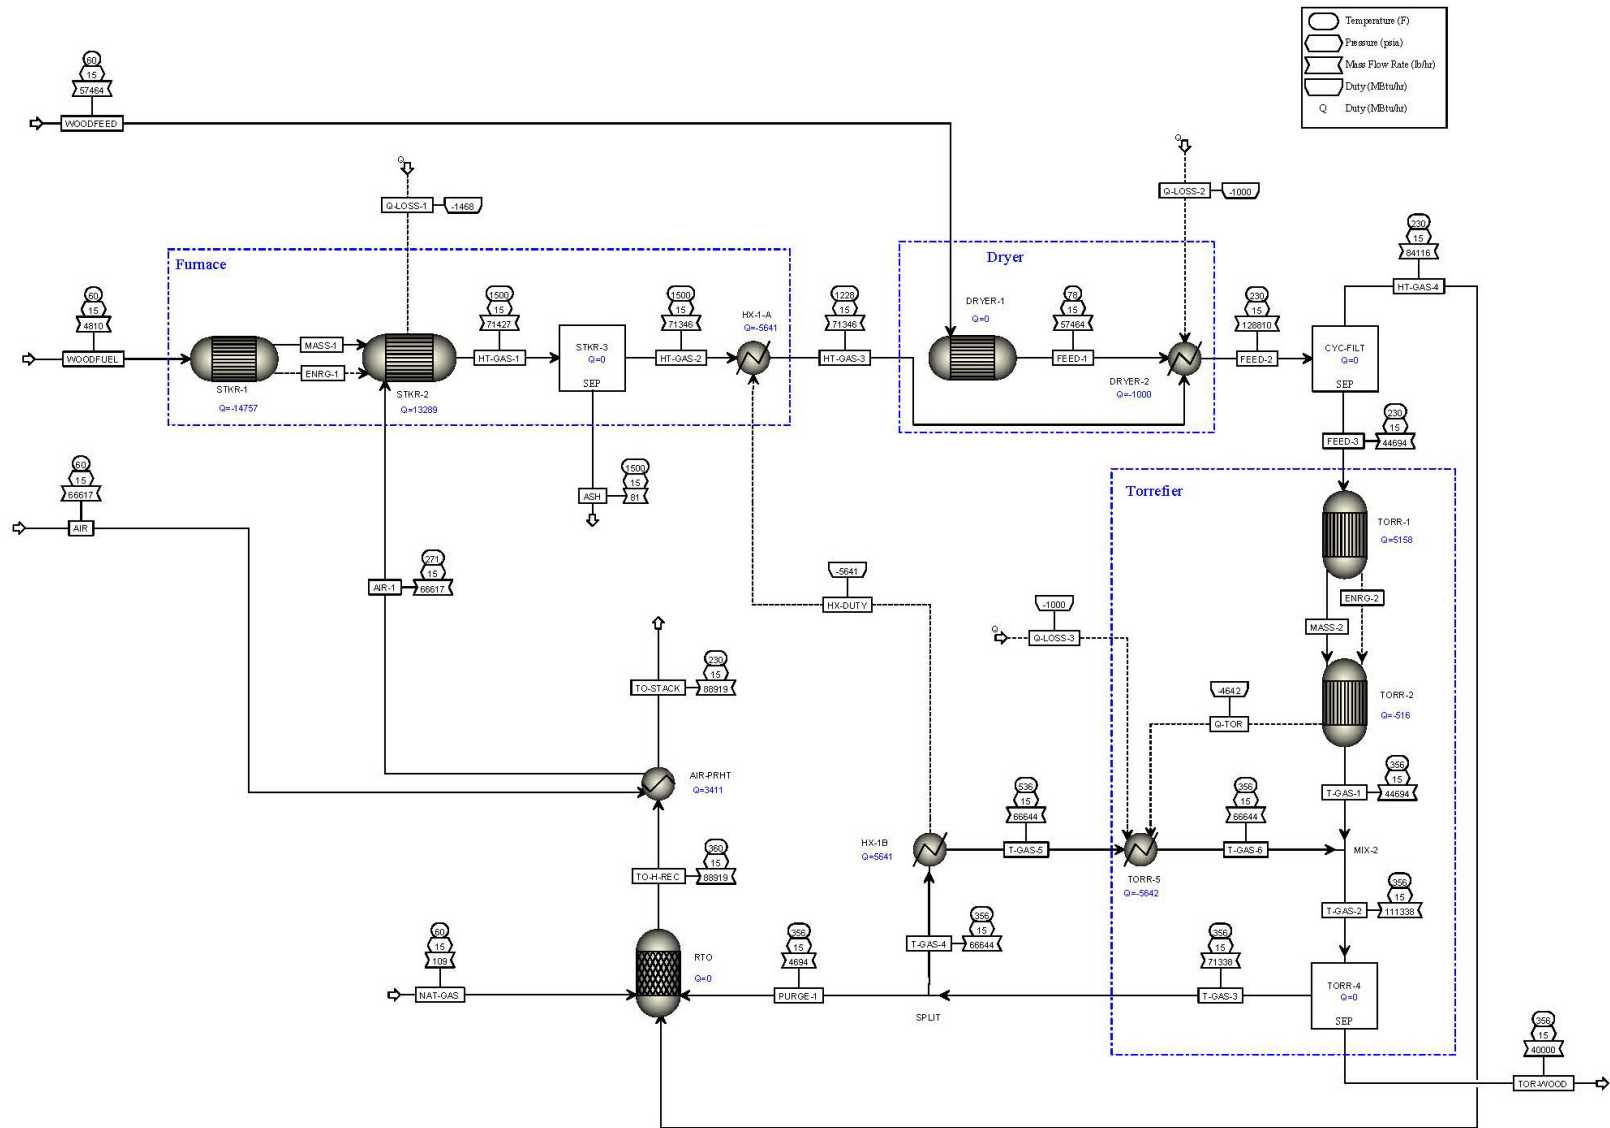 Temperature (F)
Pressure (psia)
Mass Flow Rate (lb/hr)
Duty (MBtu/hr)
Q Duty (MBtu/hr)
60
15
57464
WOODFEED
Q
Q-LOSS-1
-1468
Q
Q-LOSS-2
-1000
230
15
84116
HT-GAS-4
Furnace
60
15
4810
WOODFUEL
STKR-1
Q=-14757
MASS-1
ENRG-1
STKR-2
Q=13289
1500
15
71427
HT-GAS-1
STKR-3
Q=0
SEP
1500
15
71346
HT-GAS-2
HX-1-A
Q=-5641
1228
15
71346
HT-GAS-3
Dryer
DRYER-1
Q=0
78
15
57464
FEED-1
DRYER-2
Q=-1000
230
15
128810
FEED-2
CYC-FILT
Q=0
SEP
230
15
44694
FEED-3
1500
15
81
ASH
60
15
66617
AIR
271
15
66617
AIR-1
Torrefier
TORR-1
Q=5158
ENRG-2
MASS-2
TORR-2
Q=-516
-5641
HX-DUTY
-1000
Q
Q-LOSS-3
-4642
Q-TOR
230
15
88919
TO-STACK
AIR-PRHT
Q=3411
360
15
88919
TO-H-REC
356
15
44694
T-GAS-1
HX-1B
Q=5641
536
15
66644
T-GAS-5
TORR-5
Q=-5642
356
15
66644
T-GAS-6
MIX-2
356
15
111338
T-GAS-2
60
15
109
NAT-GAS
RTO
Q=0
356
15
4694
PURGE-1
356
15
66644
T-GAS-4
SPLIT
356
15
71338
T-GAS-3
TORR-4
Q=0
SEP
356
15
40000
TOR-WOOD